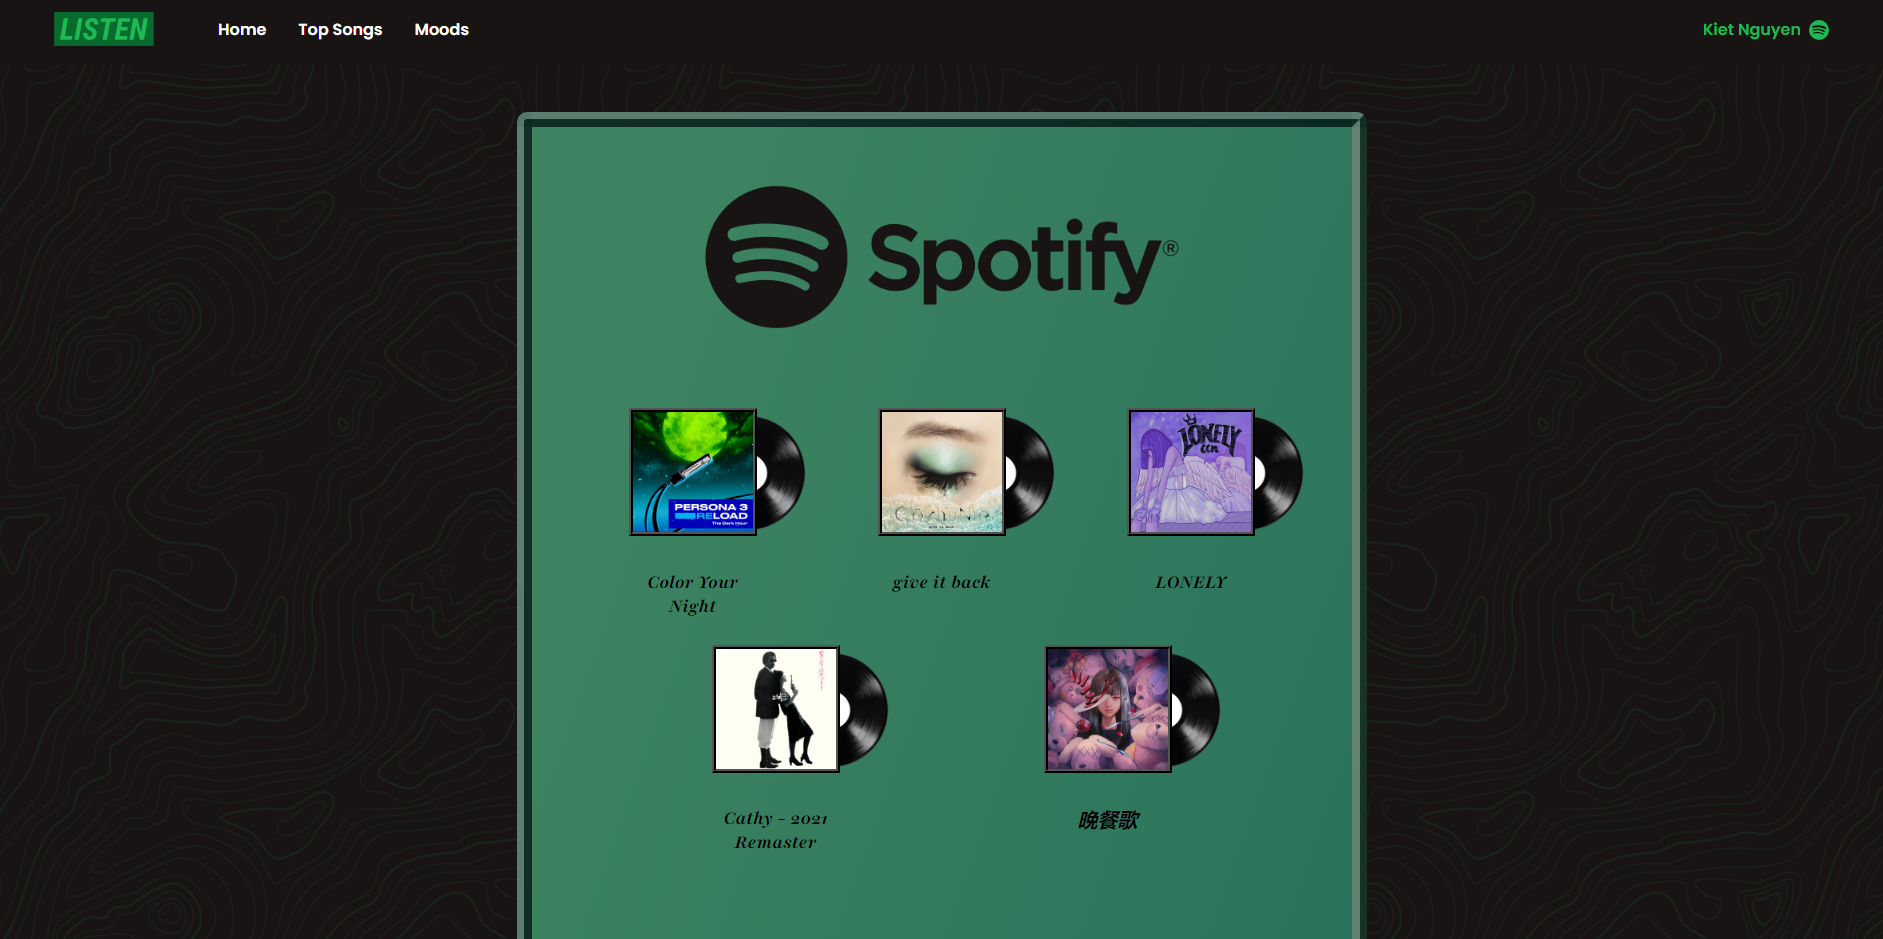 LISTEN
Home
Top Songs
Moods
Kiet Nguyen
Spotify®
PERSONA 3
RELOAD
The Dark Hour
LONELY
Color Your
Night
give it back
LONELY
Cathy - 2021
Remaster
晩餐歌